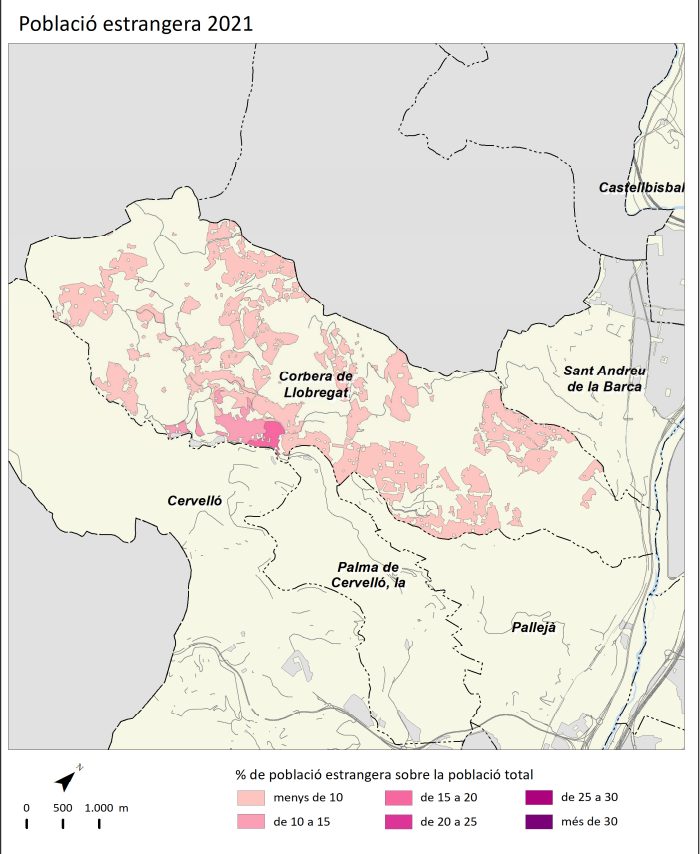 Població estrangera 2021
Castellbisbal
Sant Andreu
de la Barca
Corbera de
Llobregat
Cervelló
Palma de
Cervelló, la
Pallejà
N
0 500 1.000 m
% de població estrangera sobre la població total
menys de 10
de 15 a 20
de 25 a 30
de 10 a 15
de 20 a 25
més de 30